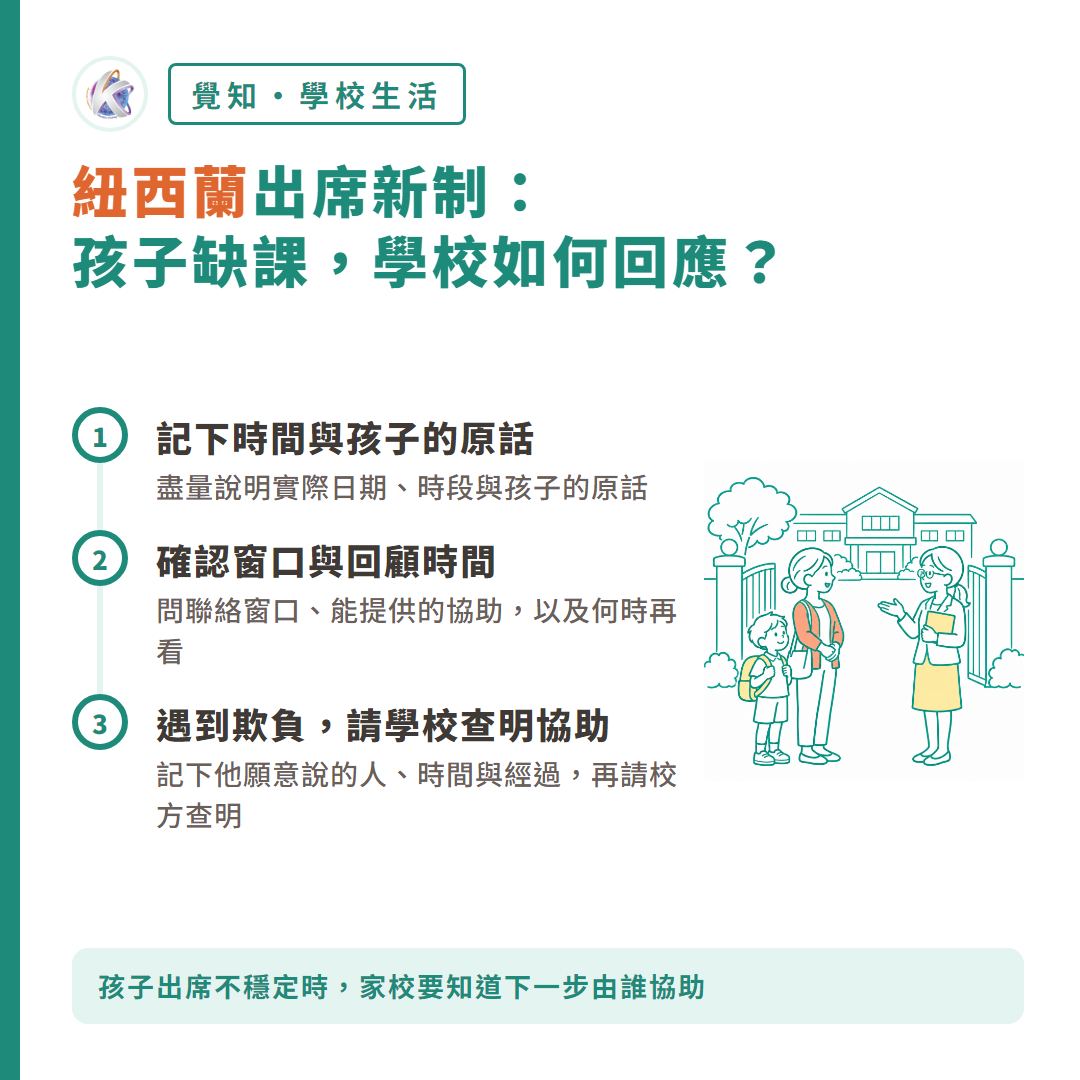 覺知・學校生活
紐西蘭出席新制：
孩子缺課，學校如何回應？
1
記下時間與孩子的原話
盡量說明實際日期、時段與孩子的原話
2
確認窗口與回顧時間
問聯絡窗口、能提供的協助，以及何時再
看
3
遇到欺負，請學校查明協助
記下他願意說的人、時間與經過，再請校
方查明
孩子出席不穩定時，家校要知道下一步由誰協助